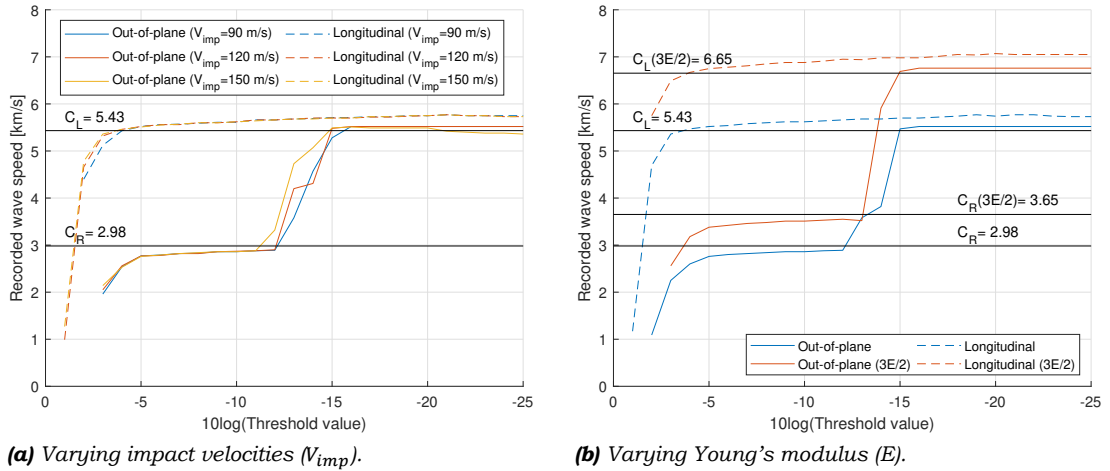 8
7
6
5
4
3
2
1
0
Recorded wave speed [km/s]
Out-of-plane (V_imp=90 m/s)
Out-of-plane (V_imp=120 m/s)
Out-of-plane (V_imp=150 m/s)
Longitudinal (V_imp=90 m/s)
Longitudinal (V_imp=120 m/s)
Longitudinal (V_imp=150 m/s)
C_L= 5.43
C_R= 2.98
0 -5 -10 -15 -20 -25
10log(Threshold value)
(a) Varying impact velocities (V_imp).
8
7
6
5
4
3
2
1
0
Recorded wave speed [km/s]
C_L(3E/2)= 6.65
C_L= 5.43
C_R(3E/2)= 3.65
C_R= 2.98
Out-of-plane
Out-of-plane (3E/2)
Longitudinal
Longitudinal (3E/2)
0 -5 -10 -15 -20 -25
10log(Threshold value)
(b) Varying Young's modulus (E).